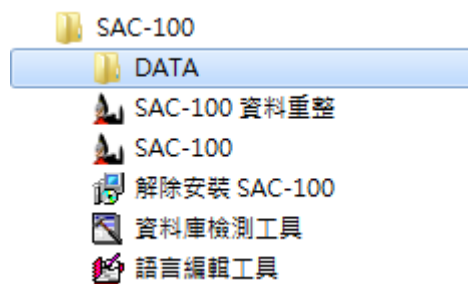 SAC-100
DATA
SAC-100 資料重整
SAC-100
解除安裝 SAC-100
資料庫檢測工具
語言編輯工具